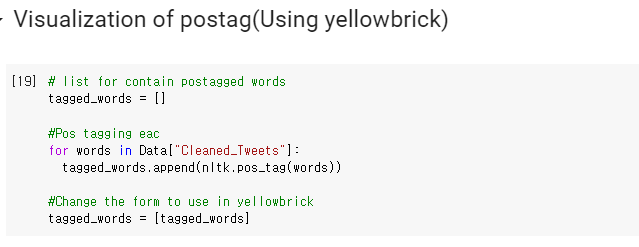 Visualization of postag(Using yellowbrick)
[19] # list for contain postagged words
tagged_words = []
#Pos tagging eac
for words in Data["Cleaned_Tweets"]:
  tagged_words.append(nltk.pos_tag(words))
#Change the form to use in yellowbrick
tagged_words = [tagged_words]